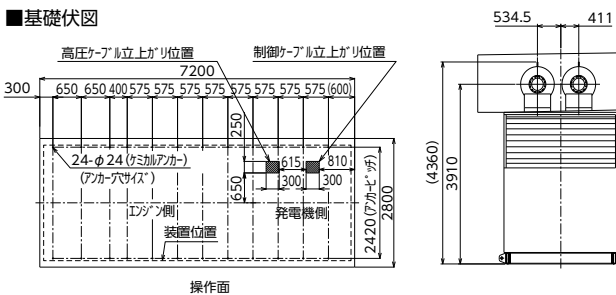 ■基礎伏図
高圧ケーブル立上ガリ位置
制御ケーブル立上ガリ位置
7200
300 650 650 400 575 575 575 575 575 575 575 575 (600)
250
24-φ24(ケミカルアンカー)
(アンカー穴サイズ)
615
810
300
300
650
エンジン側
発電機側
装置位置
2420(アンカーピッチ)
2800
操作面
534.5
411
(4360)
3910